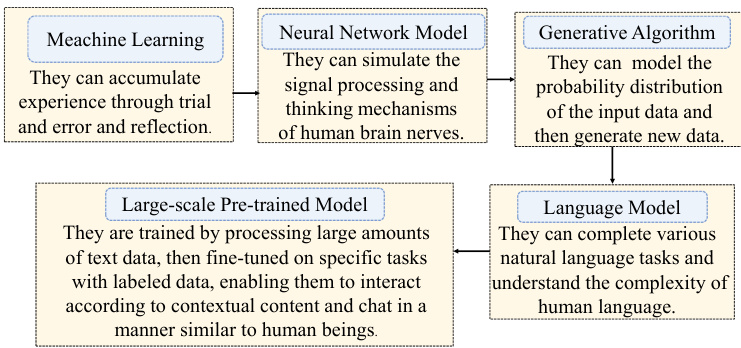 Meachine Learning
They can accumulate
experience through trial
and error and reflection.
Neural Network Model
They can simulate the
signal processing and
thinking mechanisms
of human brain nerves.
Generative Algorithm
They can model the
probability distribution
of the input data and
then generate new data.
Language Model
They can complete various
natural language tasks and
understand the complexity of
human language.
Large-scale Pre-trained Model
They are trained by processing large amounts
of text data, then fine-tuned on specific tasks
with labeled data, enabling them to interact
according to contextual content and chat in a
manner similar to human beings.